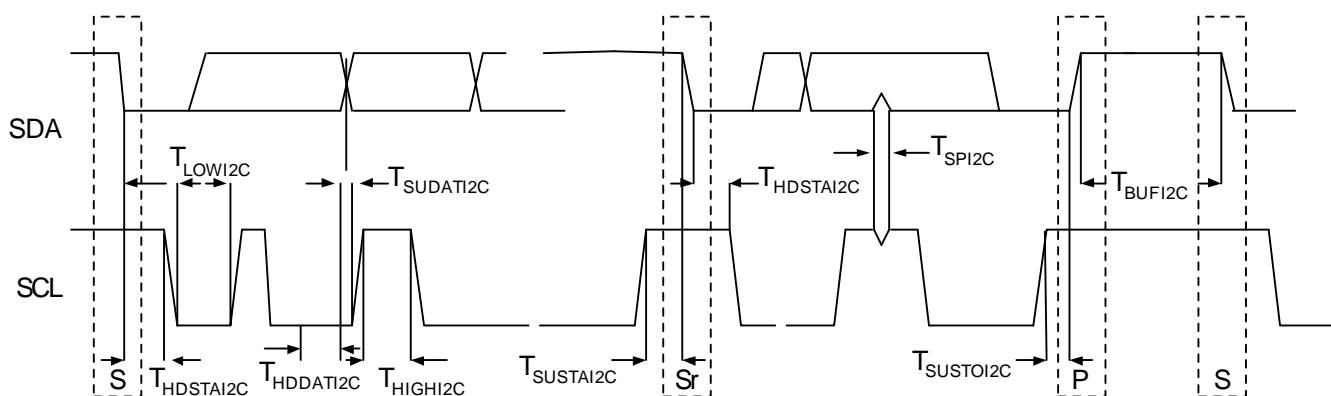 SDA
T_LOWI2C
T_SUDATI2C
T_HDSTAI2C
T_SPI2C
T_BUFI2C
SCL
S
T_HDSTAI2C
T_HDDATI2C
T_HIGHI2C
T_SUSTAI2C
Sr
T_SUSTOI2C
P
S